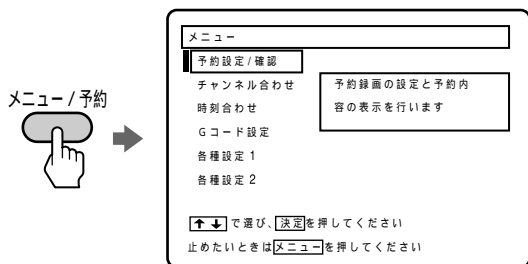 メニュー / 予約
メニュー
予約設定/確認
チャンネル合わせ
時刻合わせ
Gコード設定
各種設定1
各種設定2
予約録画の設定と予約内
容の表示を行います
↑↓で選び、決定を押してください
止めたいときはメニューを押してください